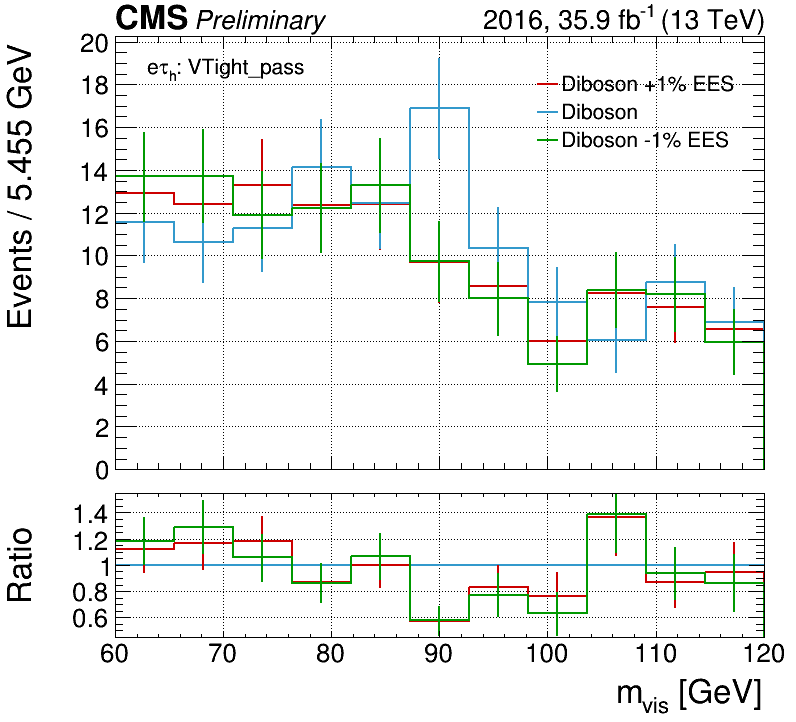 CMS Preliminary 2016, 35.9 fb⁻¹ (13 TeV)
eτₕ: VTight_pass
Diboson +1% EES
Diboson
Diboson -1% EES
Events / 5.455 GeV
20
18
16
14
12
10
8
6
4
2
0
Ratio
1.4
1.2
1
0.8
0.6
60 70 80 90 100 110 120
m_vis [GeV]